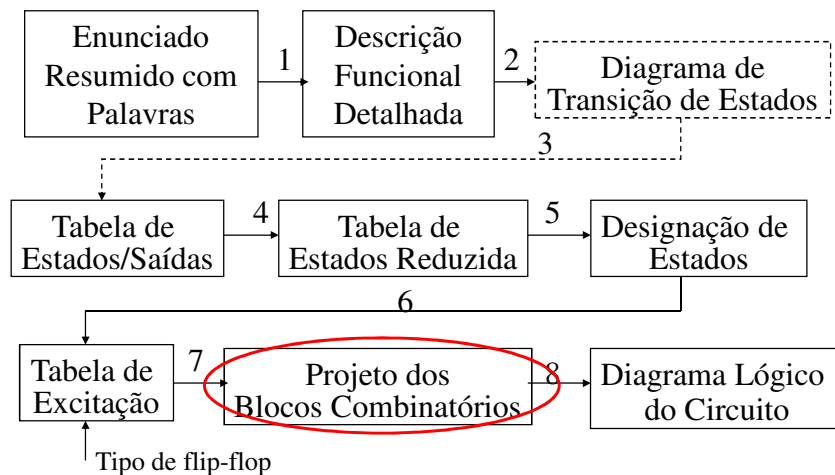 Enunciado
Resumido com
Palavras
1
Descrição
Funcional
Detalhada
2
Diagrama de
Transição de Estados
3
Tabela de
Estados/Saídas
4
Tabela de
Estados Reduzida
5
Designação de
Estados
6
Tabela de
Excitação
7
Projeto dos
Blocos Combinatórios
8
Diagrama Lógico
do Circuito
Tipo de flip-flop